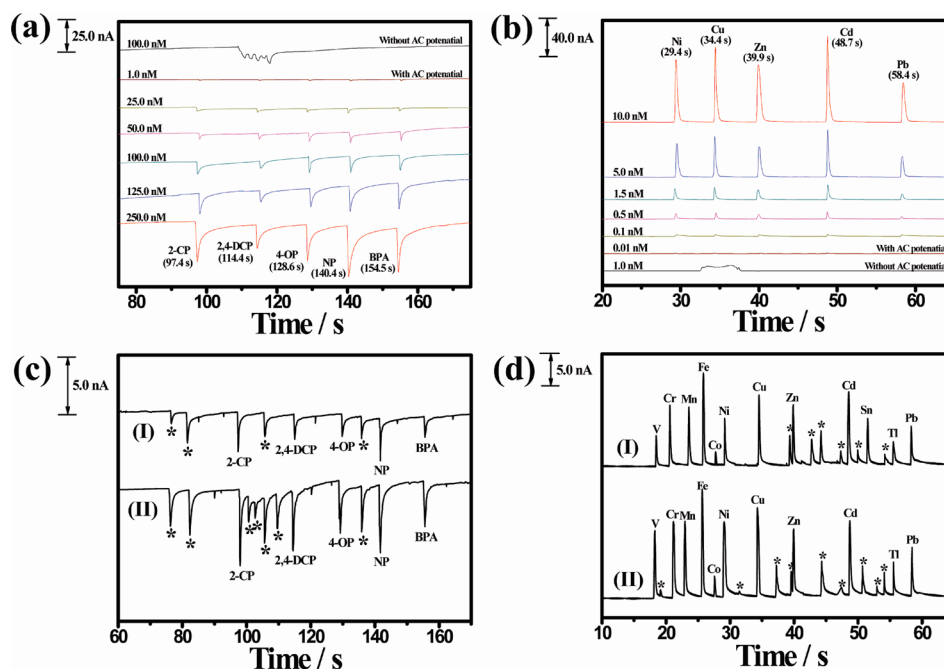 (a)
25.0 nA
100.0 nM
Without AC potenatial
1.0 nM
With AC potenatial
25.0 nM
50.0 nM
100.0 nM
125.0 nM
250.0 nM
2-CP
(97.4 s)
2,4-DCP
(114.4 s)
4-OP
(128.6 s)
NP
(140.4 s)
BPA
(154.5 s)
80 100 120 140 160
Time / s
(b)
40.0 nA
Ni
(29.4 s)
Cu
(34.4 s)
Zn
(39.9 s)
Cd
(48.7 s)
Pb
(58.4 s)
10.0 nM
5.0 nM
1.5 nM
0.5 nM
0.1 nM
0.01 nM
With AC potenatial
1.0 nM
Without AC potenatial
20 30 40 50 60
Time / s
(c)
5.0 nA
(I)
* * 2-CP * 2,4-DCP 4-OP * NP BPA
(II)
* * 2-CP * * * * 2,4-DCP 4-OP * NP BPA
60 80 100 120 140 160
Time / s
(d)
5.0 nA
(I)
V Cr Mn Fe Co Ni Cu * Zn * * * Cd * Sn * Tl Pb
(II)
V * Cr Mn Fe Co Ni * Cu * * Zn * * Cd * * * Tl Pb
10 20 30 40 50 60
Time / s